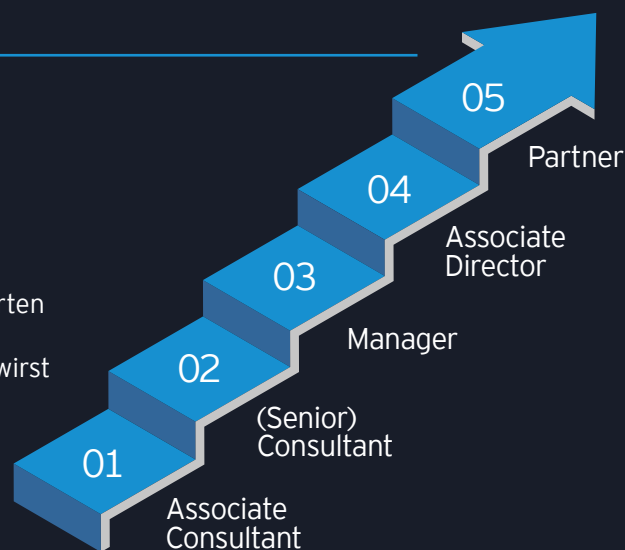 05
Partner
04
Associate
Director
03
rten
Manager
wirst
02
(Senior)
Consultant
01
Associate
Consultant